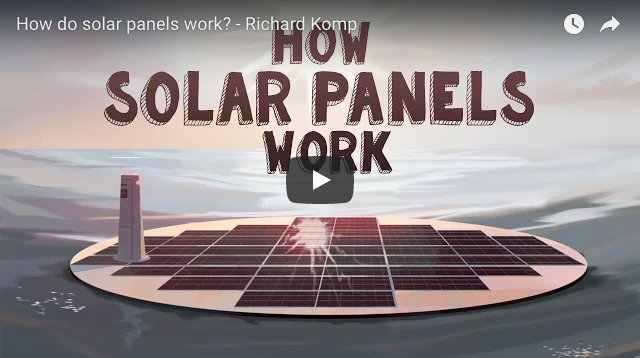 How do solar panels work? - Richard Komp
HOW
SOLAR PANELS
WORK